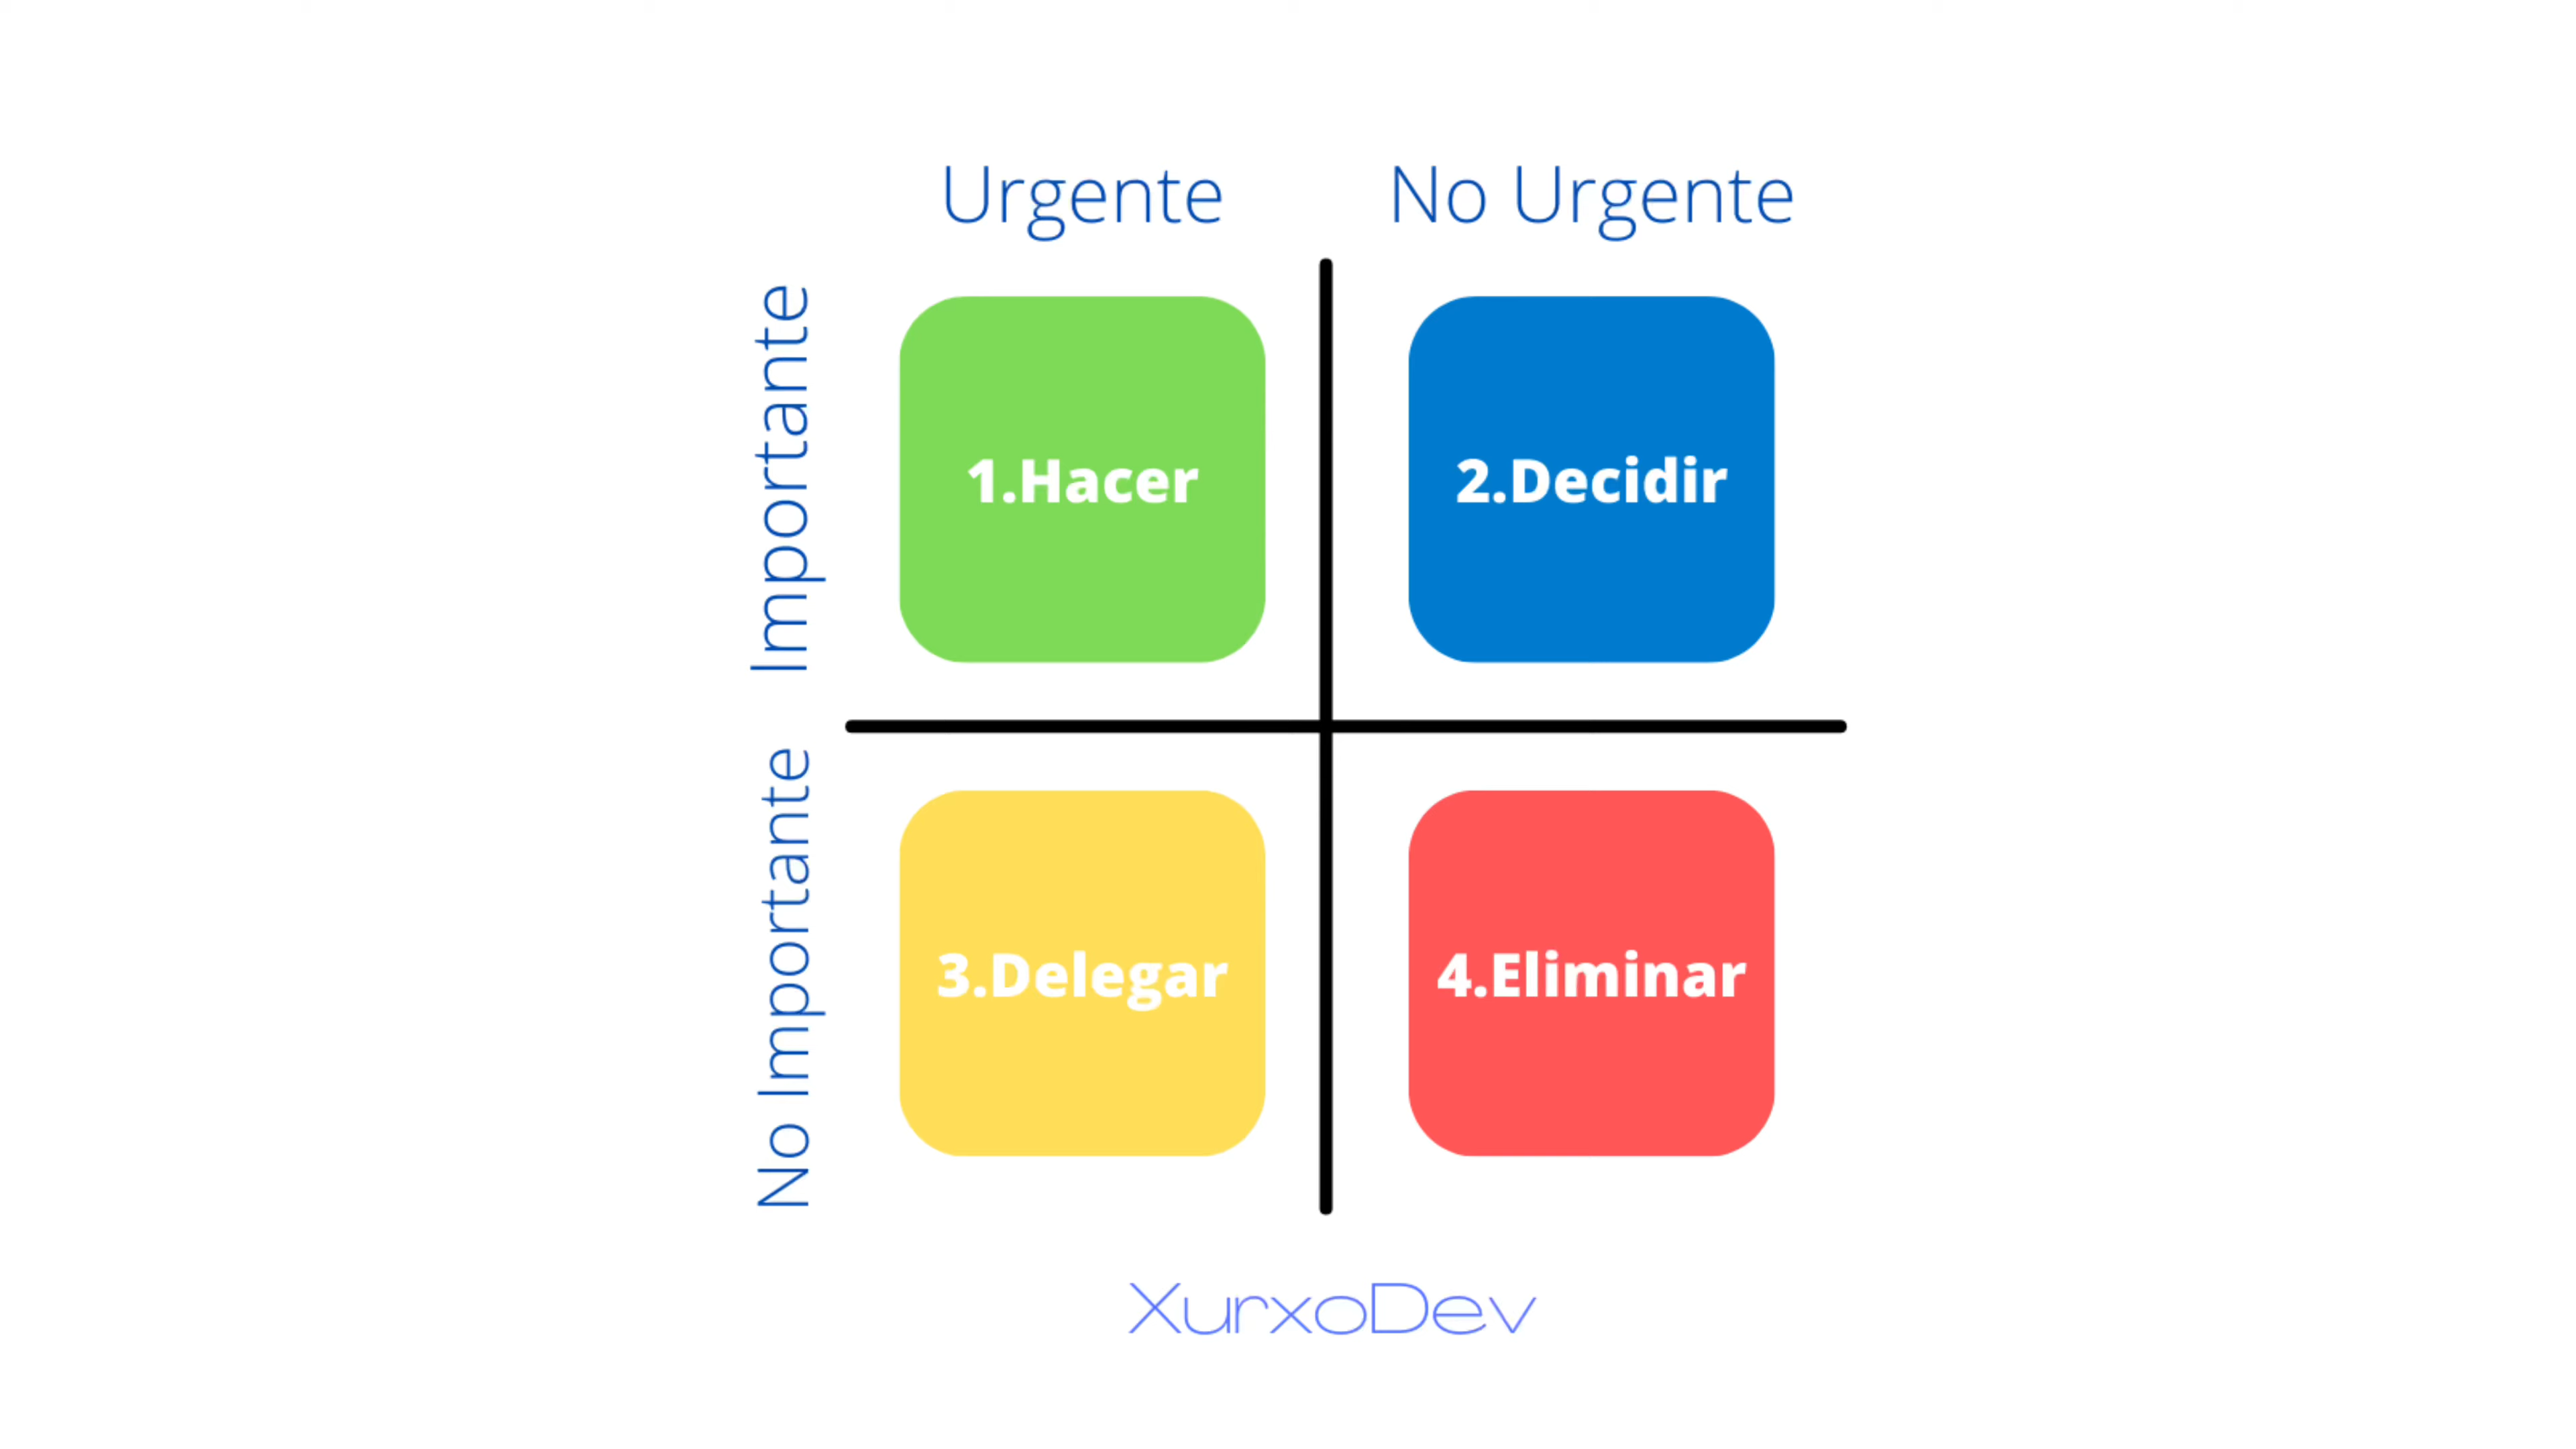 Urgente
No Urgente
Importante
1.Hacer
2.Decidir
No Importante
3.Delegar
4.Eliminar
XurxoDev